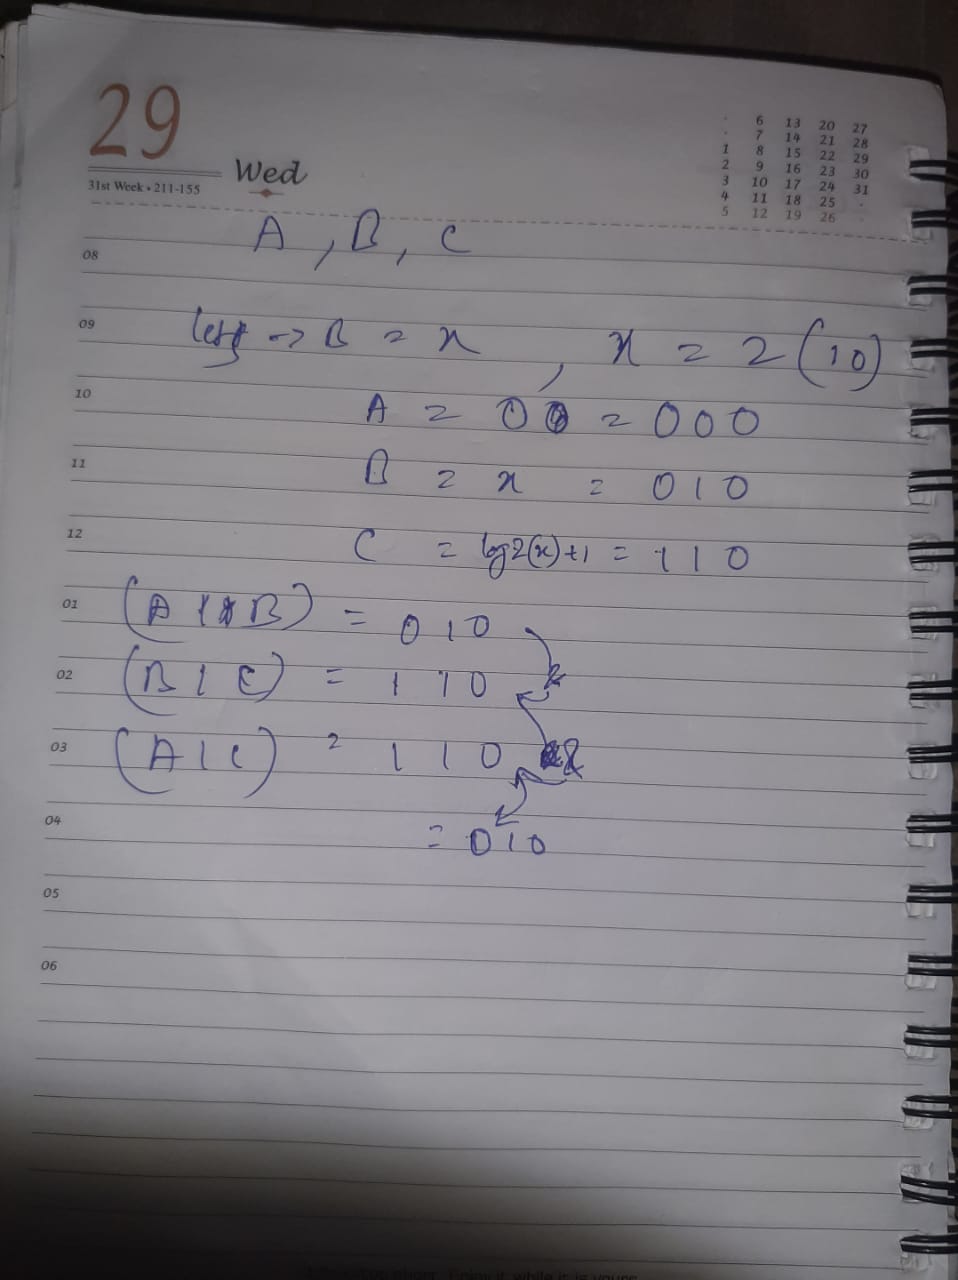 29
Wed
31st Week • 211-155
. 6 13 20 27
. 7 14 21 28
1 8 15 22 29
2 9 16 23 30
3 10 17 24 31
4 11 18 25 .
5 12 19 26 .
A , B , C
08
09 -> B = x , x = 2 (10)
10 A = 00 = 000
11 B = x = 010
12 C = log2(x)+1 = 110
01 (A | B) = 010
02 (B | C) = 110 &
03 (A | C) = 110 &
04 = 010
05
06